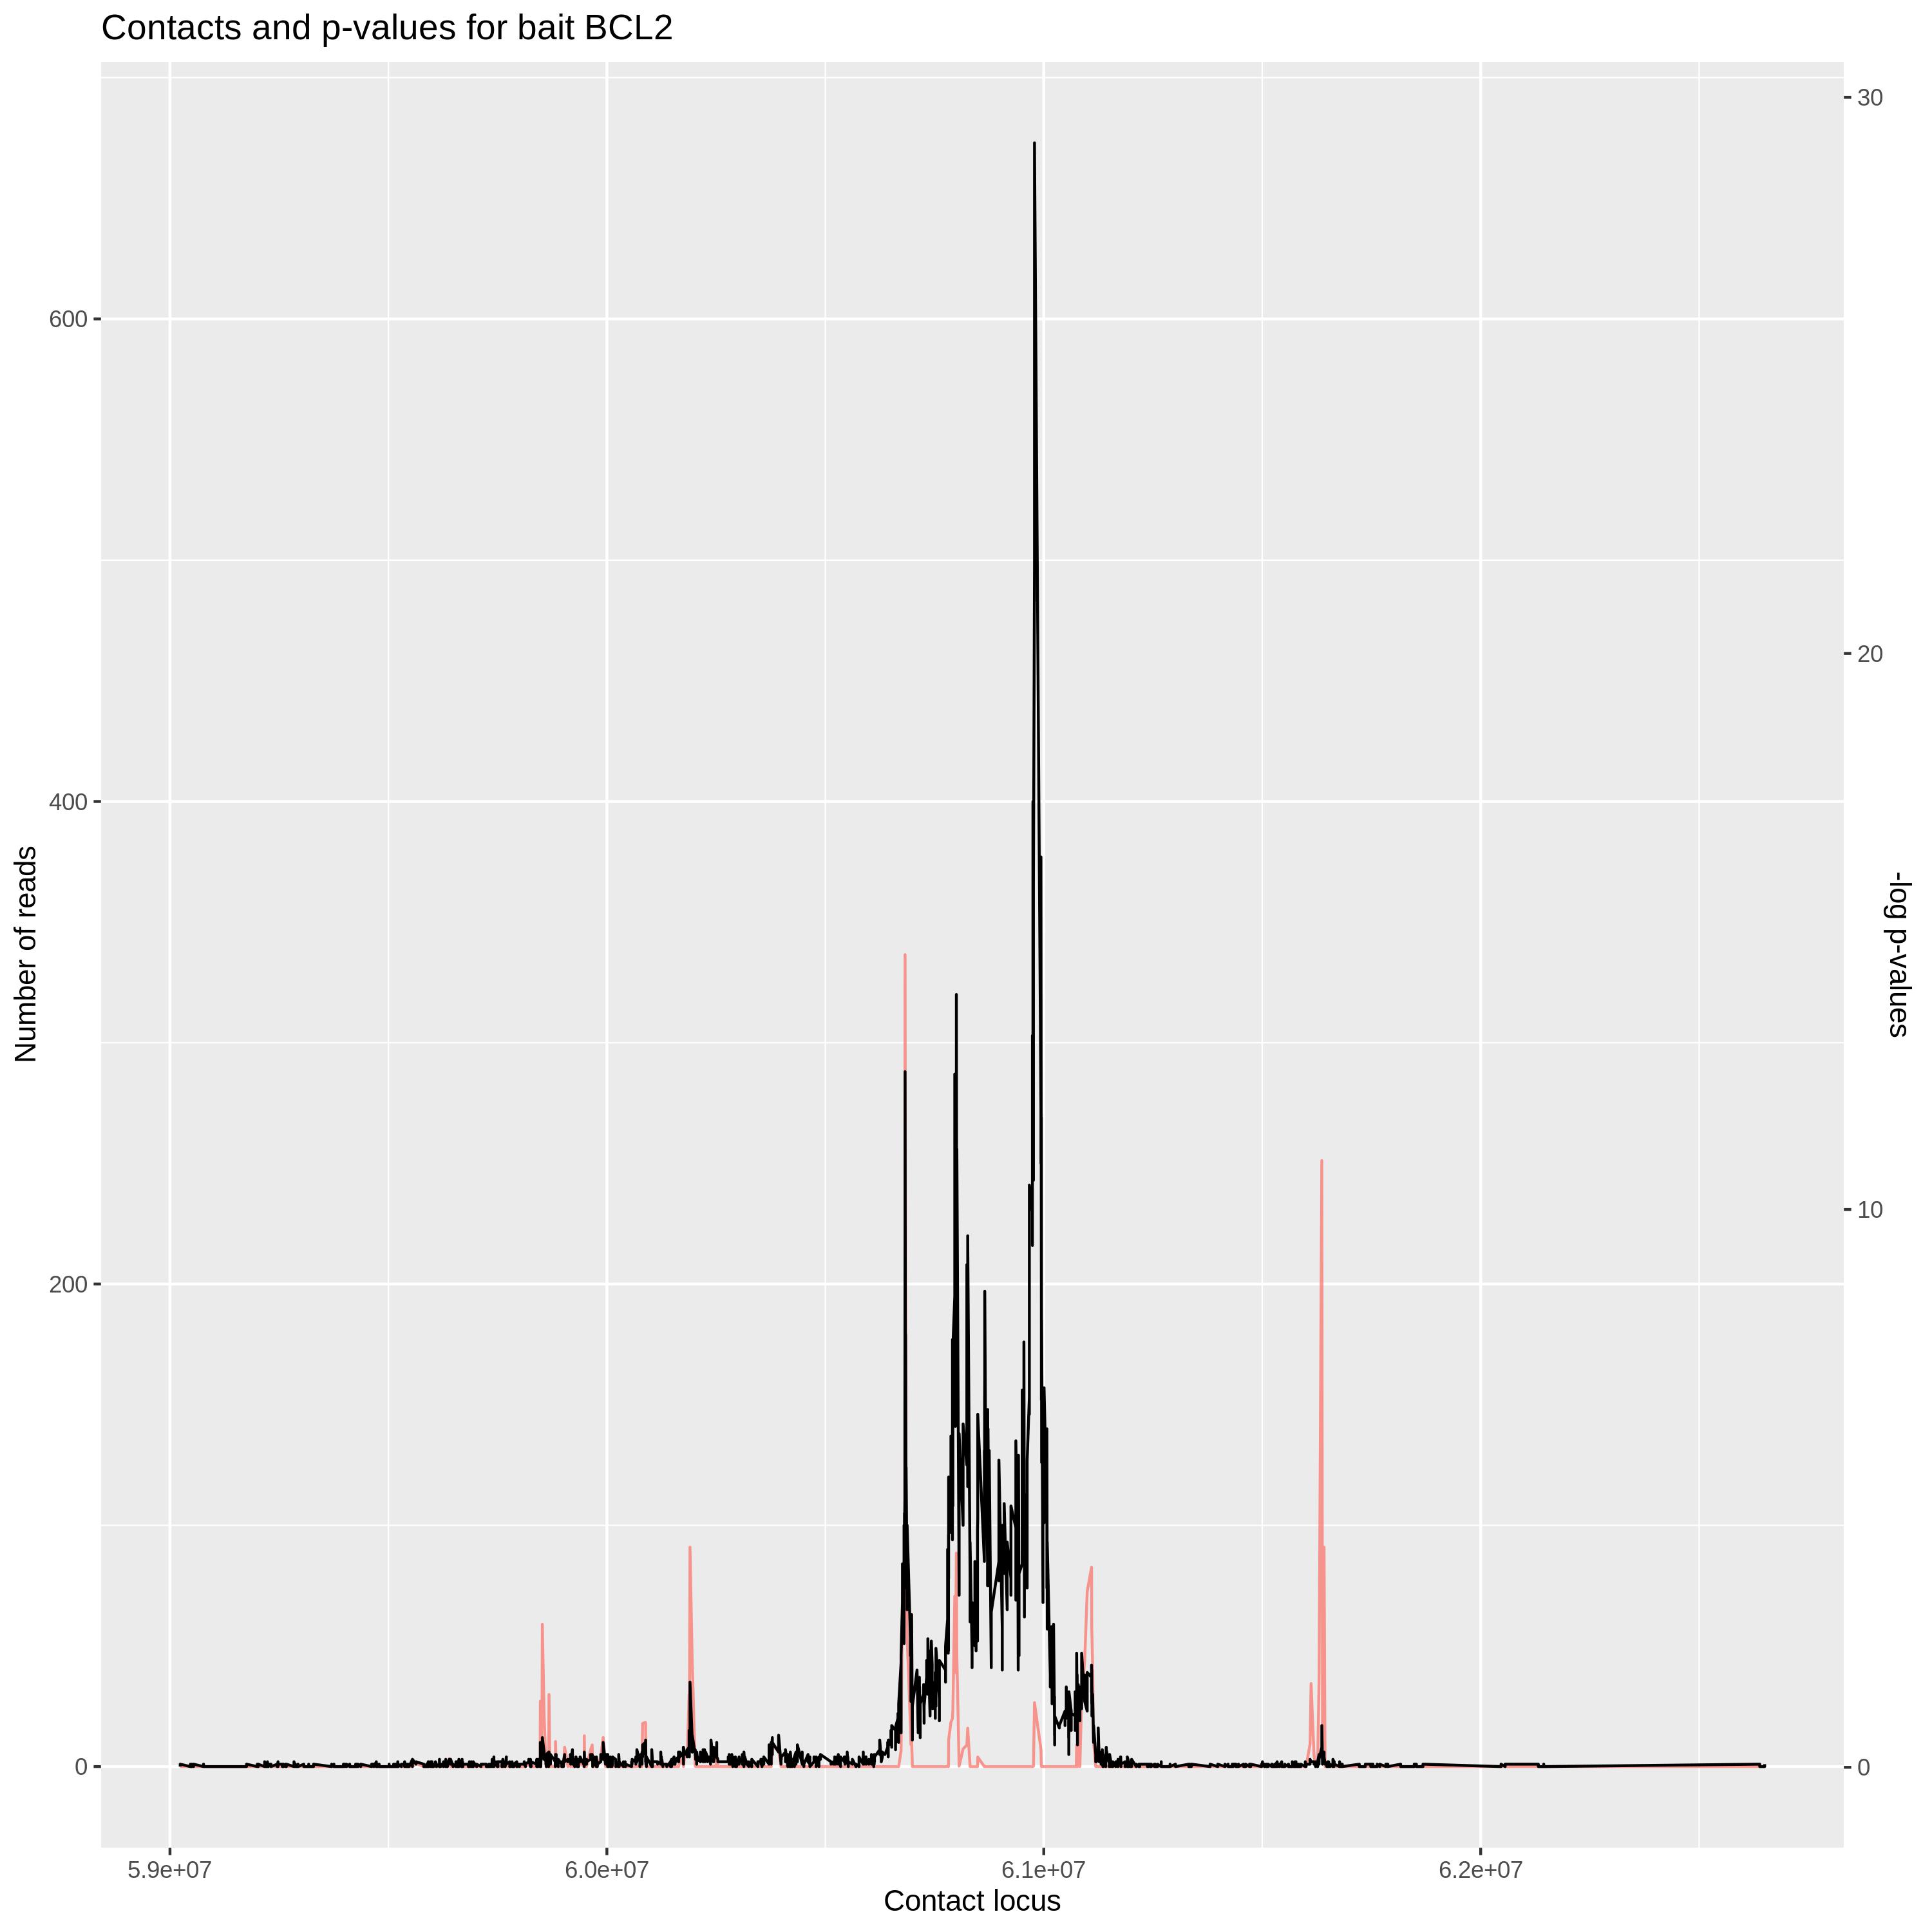 Contacts and p-values for bait BCL2
600
400
200
0
Number of reads
30
20
10
0
-log p-values
5.9e+07
6.0e+07
6.1e+07
6.2e+07
Contact locus